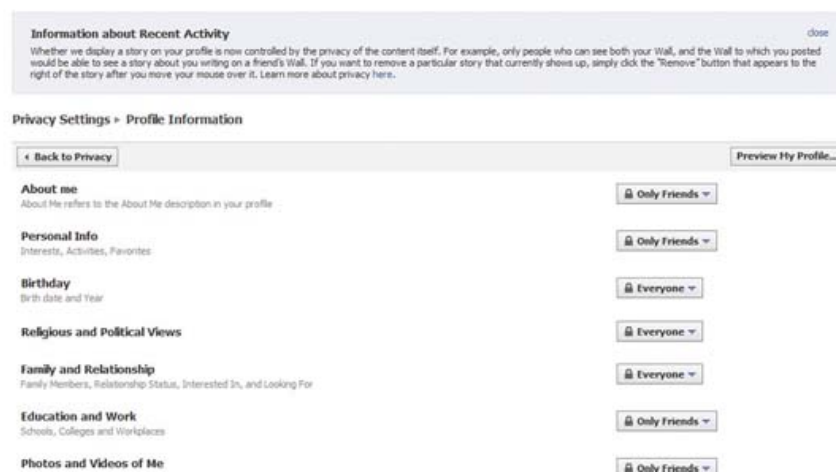 Information about Recent Activity
close
Whether we display a story on your profile is now controlled by the privacy of the content itself. For example, only people who can see both your Wall, and the Wall to which you posted
would be able to see a story about you writing on a friend's Wall. If you want to remove a particular story that currently shows up, simply click the "Remove" button that appears to the
right of the story after you move your mouse over it. Learn more about privacy here.
Privacy Settings ▸ Profile Information
Back to Privacy
Preview My Profile...
About me
Only Friends
About Me refers to the About Me description in your profile
Personal Info
Only Friends
Interests, Activities, Favorites
Birthday
Everyone
Birth date and Year
Religious and Political Views
Everyone
Family and Relationship
Everyone
Family Members, Relationship Status, Interested In, and Looking For
Education and Work
Only Friends
Schools, Colleges and Workplaces
Photos and Videos of Me
Only Friends